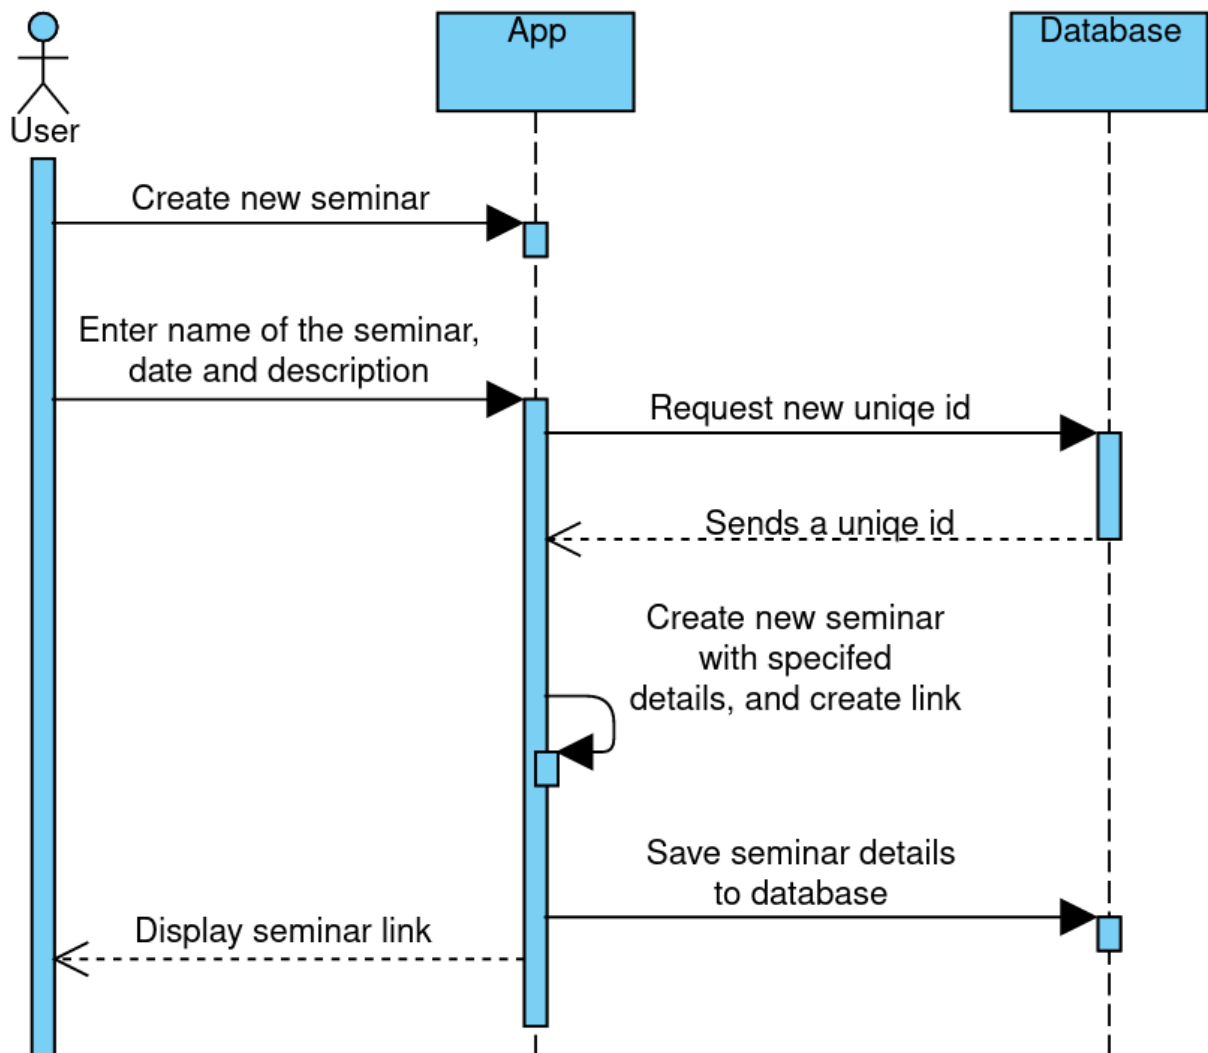 App
Database
User
Create new seminar
Enter name of the seminar,
date and description
Request new uniqe id
Sends a uniqe id
Create new seminar
with specifed
details, and create link
Save seminar details
to database
Display seminar link